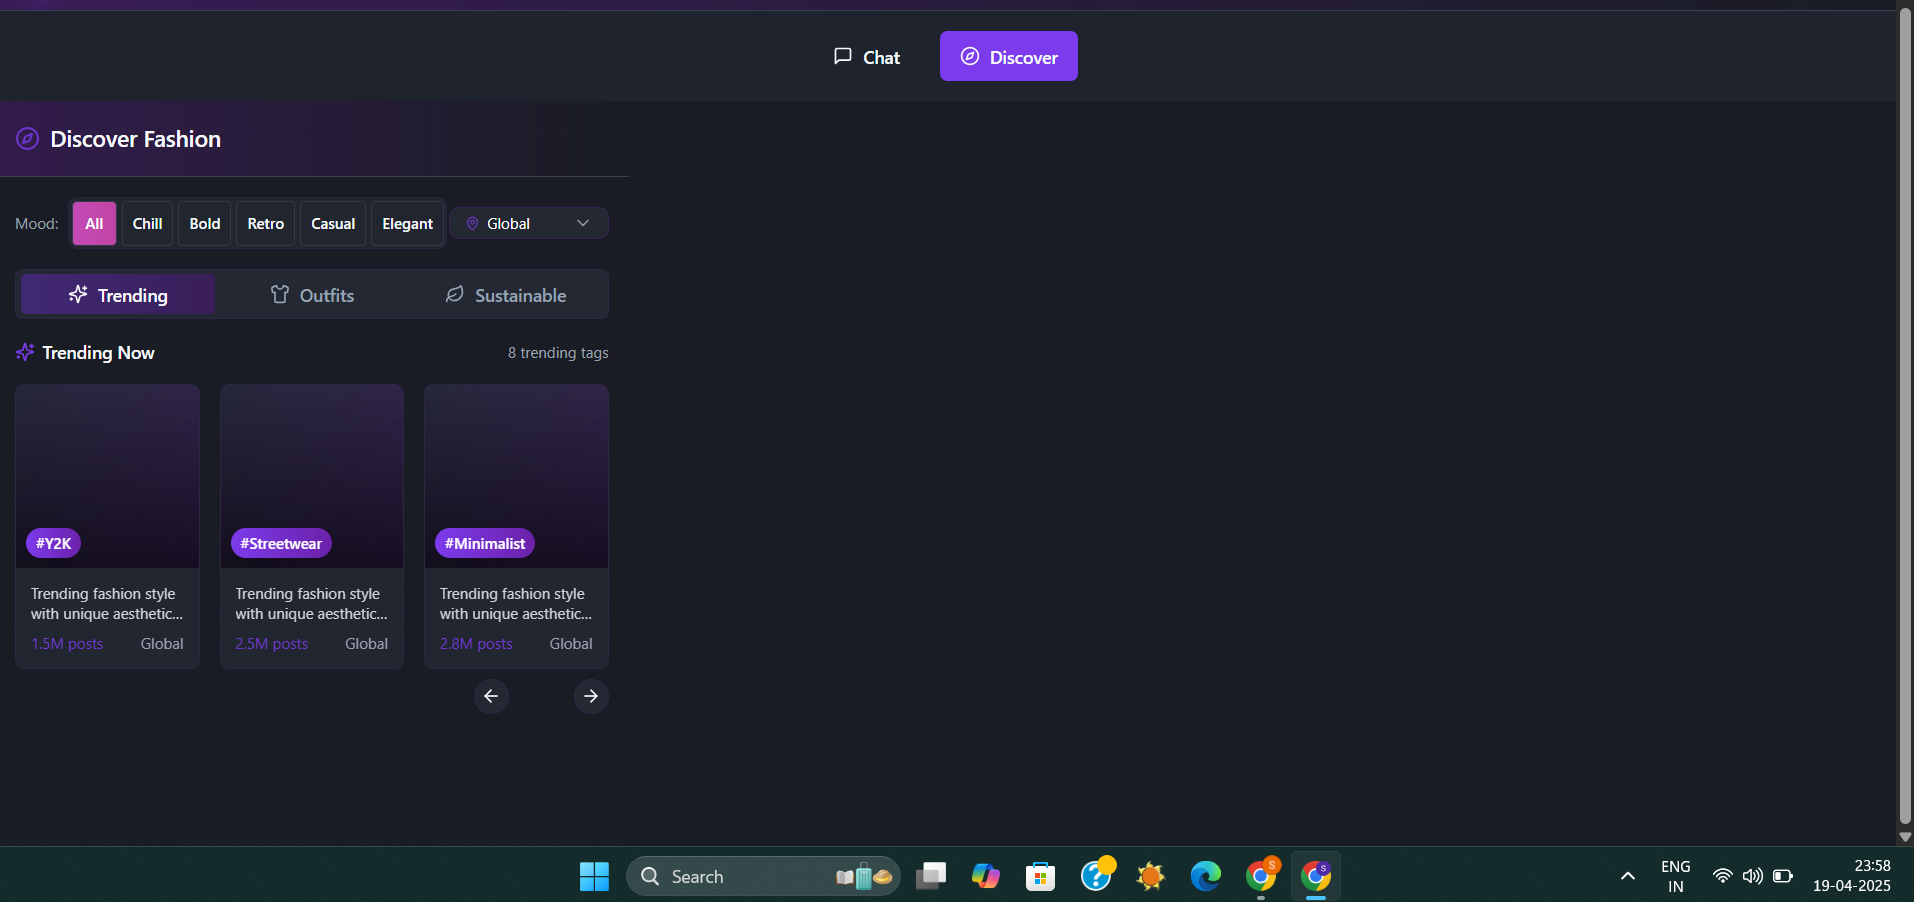 Chat
Discover
Discover Fashion
Mood: All Chill Bold Retro Casual Elegant Global
Trending Outfits Sustainable
Trending Now 8 trending tags
#Y2K
Trending fashion style
with unique aesthetic...
1.5M posts Global
#Streetwear
Trending fashion style
with unique aesthetic...
2.5M posts Global
#Minimalist
Trending fashion style
with unique aesthetic...
2.8M posts Global
Search
S
S
ENG
IN
23:58
19-04-2025